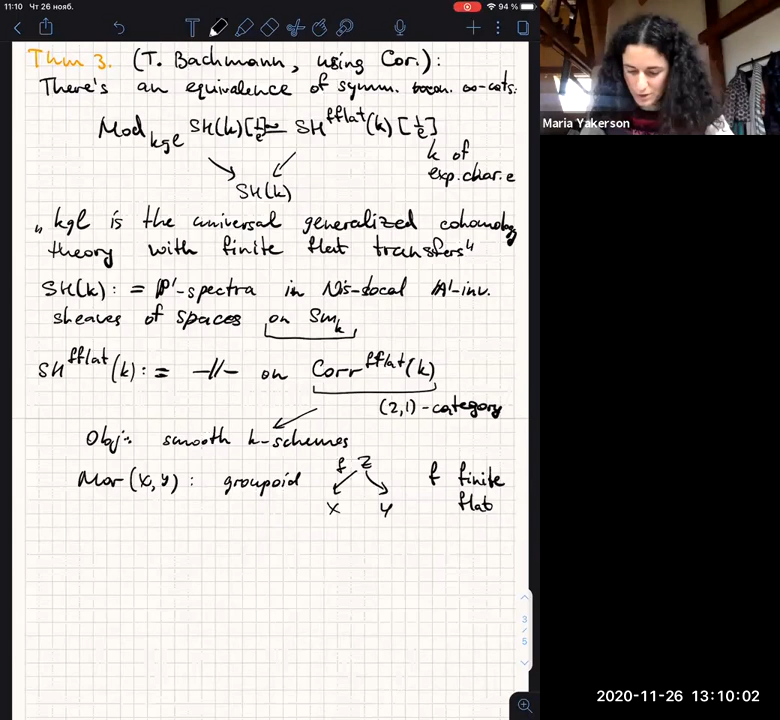 11:10 Чт 26 нояб.
94 %
Thm 3. (T. Bachmann, using Cor.):
There's an equivalence of symm. ∞-cats.
Mod_kgl SH(k)[1/e] ≃ SH^fflat(k)[1/e]
k of
exp. char. e
SH(k)
„kgl is the universal generalized cohomology
theory with finite flat transfers"
SH(k) := P¹-spectra in Nis-local A¹-inv.
sheaves of spaces on Sm_k
SH^fflat(k) := —//— on Corr^fflat(k)
(2,1)-category
Obj: smooth k-schemes
f Z
Mor(X, Y): groupoid f finite
X Y flat
3
/
5
Maria Yakerson
2020-11-26 13:10:02